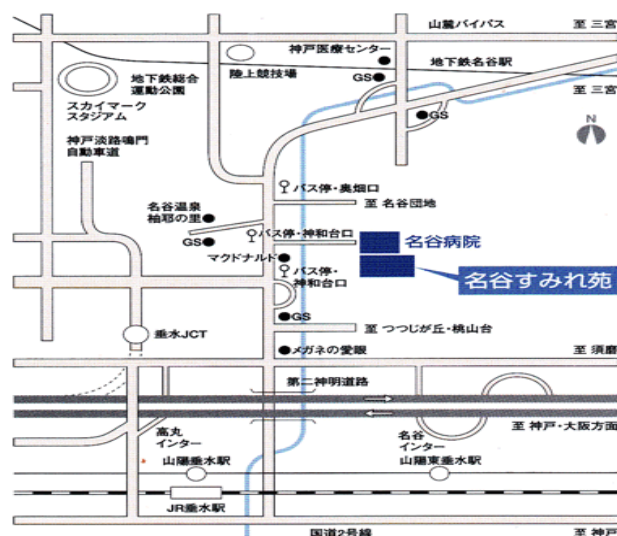 山麓バイパス
至 三宮
神戸医療センター
地下鉄名谷駅
陸上競技場
地下鉄総合
運動公園
GS
至 三宮
スカイマーク
スタジアム
GS
N
神戸淡路鳴門
自動車道
バス停・奥畑口
至 名谷団地
名谷温泉
柚耶の里
バス停・神和台口
名谷病院
GS
マクドナルド
バス停・
神和台口
名谷すみれ苑
GS
至 つつじが丘・桃山台
垂水JCT
メガネの愛眼
至 須磨
第二神明道路
至 神戸・大阪方面
高丸
インター
名谷
インター
山陽垂水駅
山陽東垂水駅
JR垂水駅
国道2号線
至 神戸